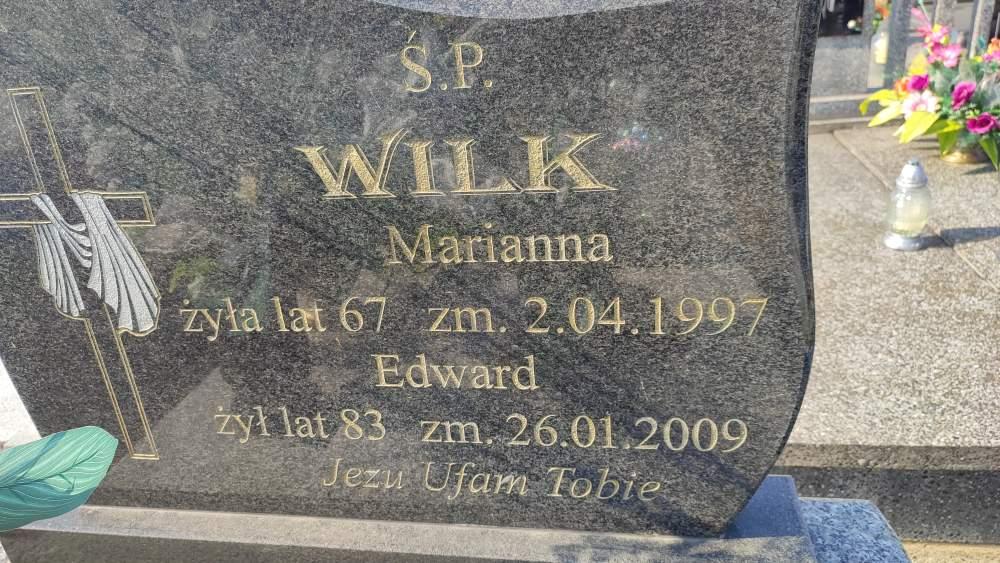 Ś.P.
WILK
Marianna
żyła lat 67 zm. 2.04.1997
Edward
żył lat 83 zm. 26.01.2009
Jezu Ufam Tobie